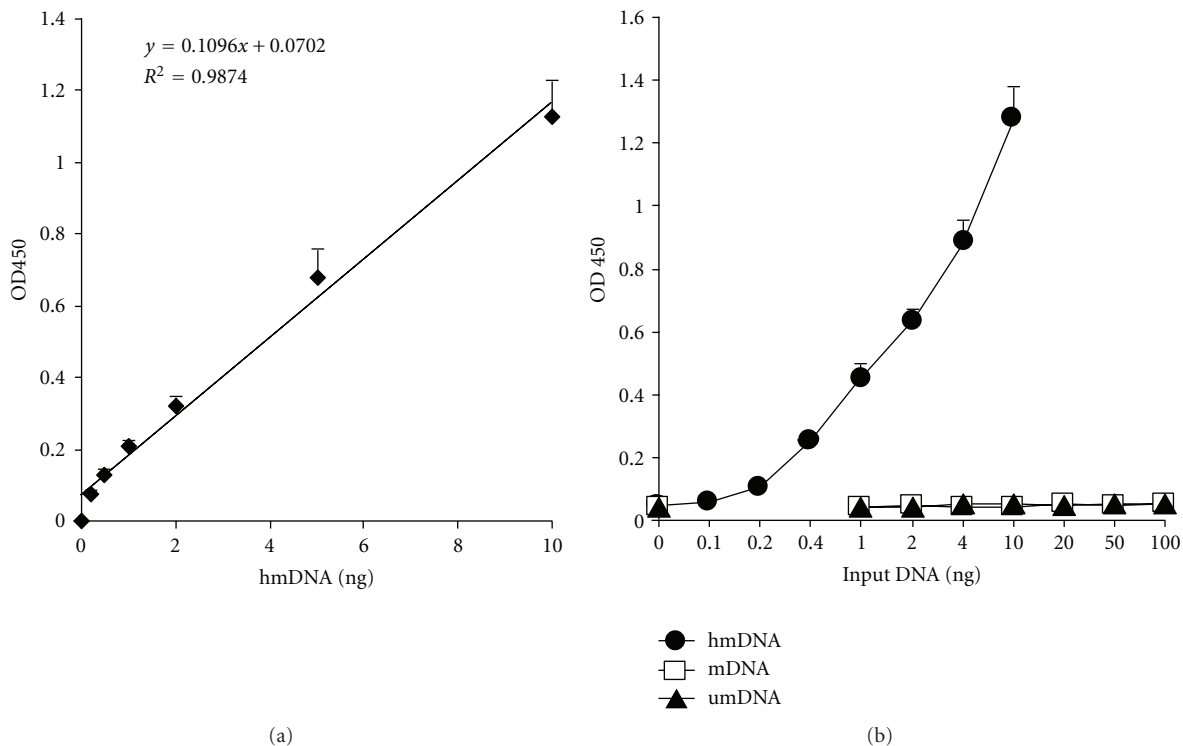 1.4
1.2
1
0.8
0.6
0.4
0.2
0
y = 0.1096x + 0.0702
R² = 0.9874
OD450
0 2 4 6 8 10
hmDNA (ng)
(a)
1.6
1.4
1.2
1
0.8
0.6
0.4
0.2
0
OD 450
0 0.1 0.2 0.4 1 2 4 10 20 50 100
Input DNA (ng)
hmDNA
mDNA
umDNA
(b)